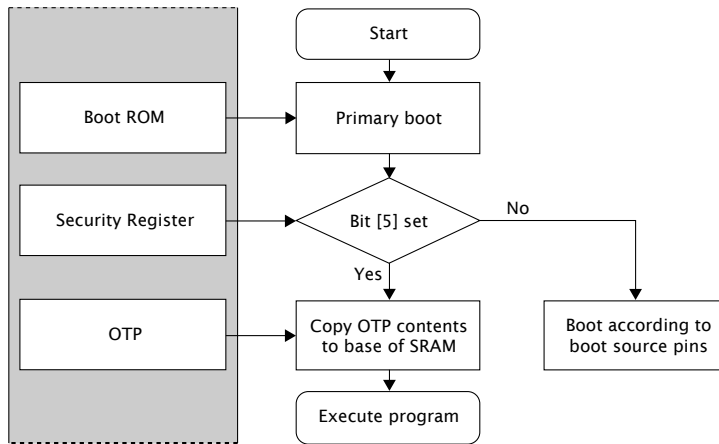 Start
Boot ROM
Primary boot
Security Register
Bit [5] set
No
Yes
OTP
Copy OTP contents
to base of SRAM
Boot according to
boot source pins
Execute program